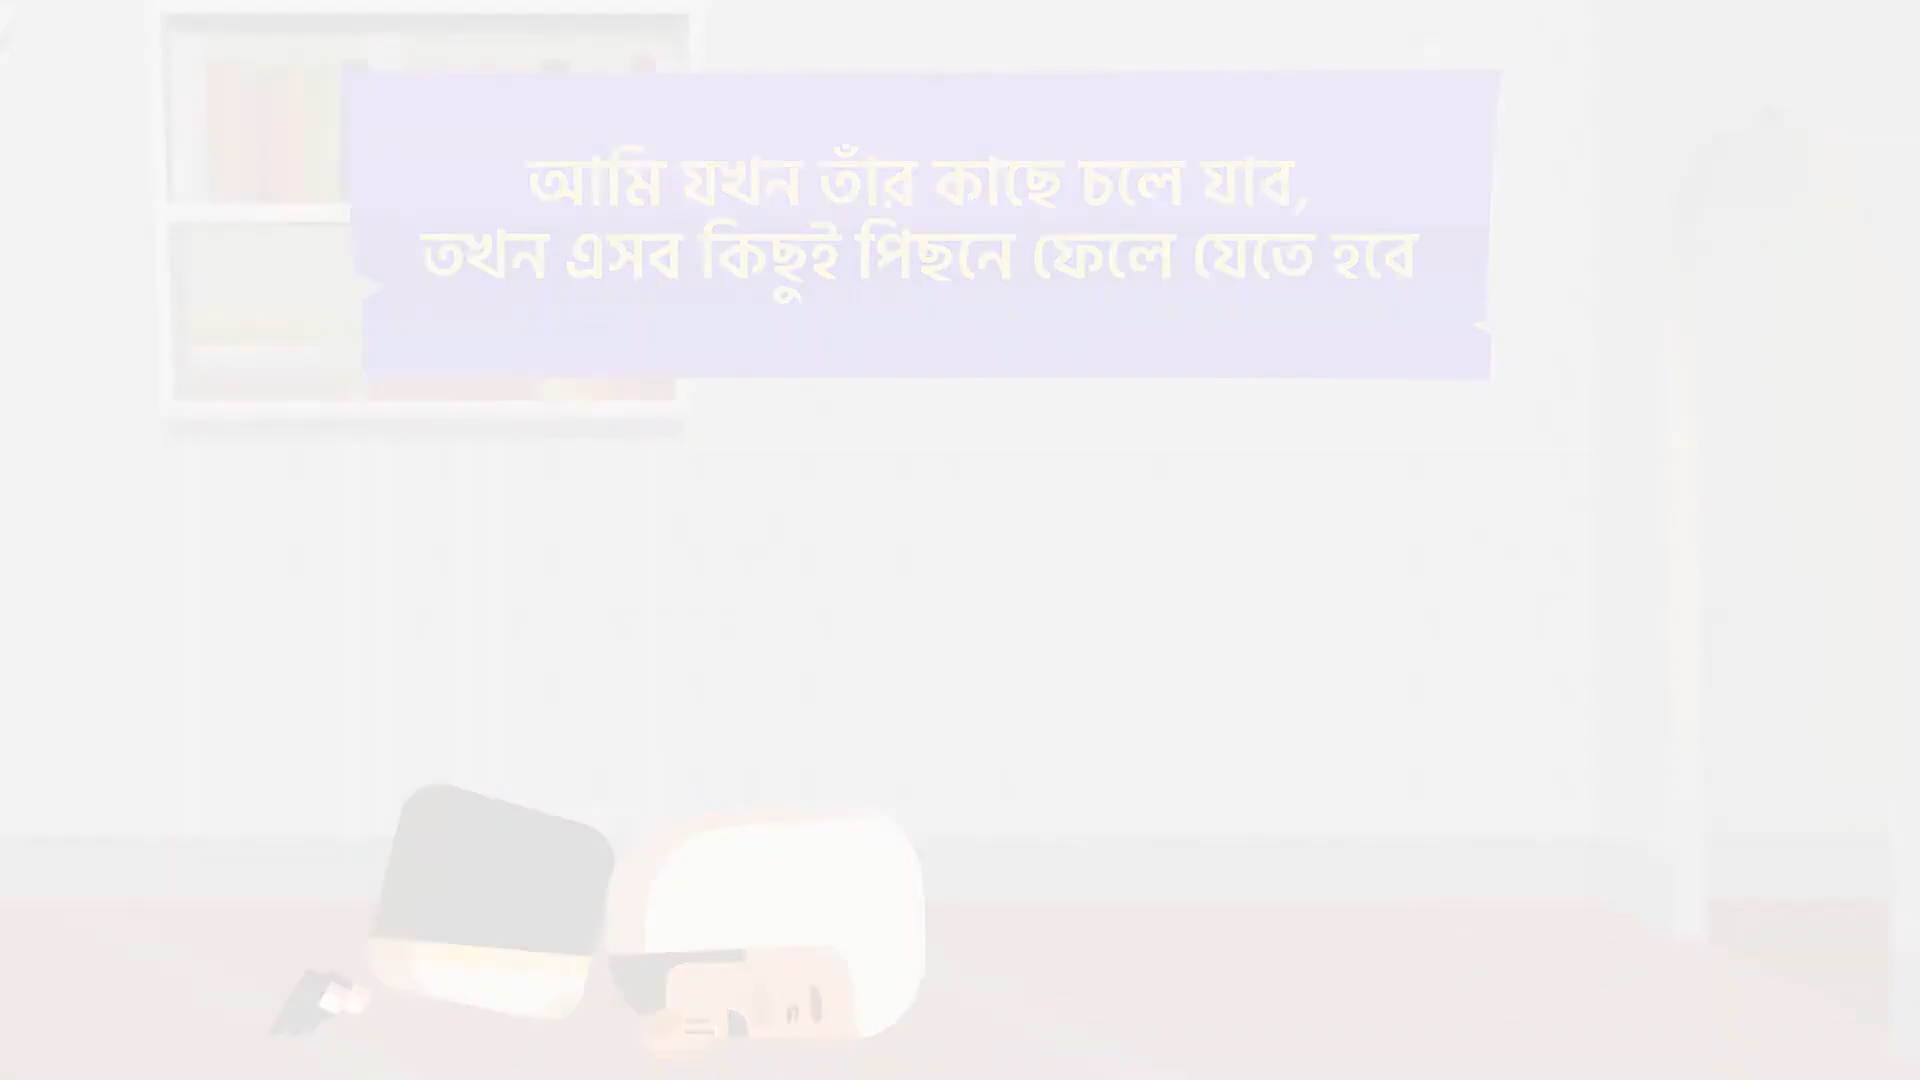 আমি যখন তাঁর কাছে চলে যাব,
তখন এসব কিছুই পিছনে ফেলে যেতে হবে